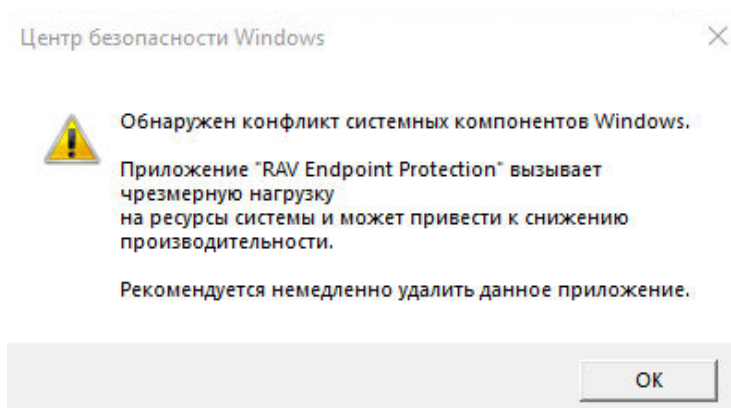 Центр безопасности Windows
Обнаружен конфликт системных компонентов Windows.
Приложение "RAV Endpoint Protection" вызывает
чрезмерную нагрузку
на ресурсы системы и может привести к снижению
производительности.
Рекомендуется немедленно удалить данное приложение.
OK